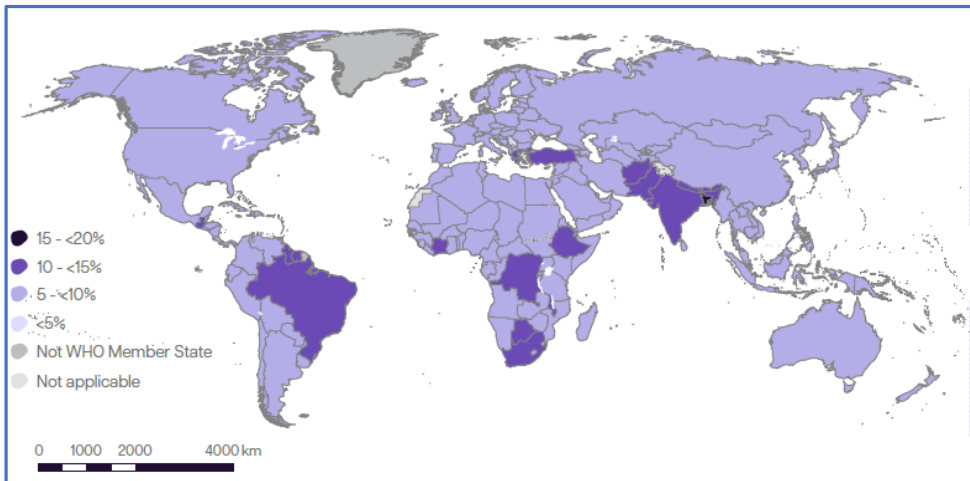 15 - <20%
10 - <15%
5 - <10%
<5%
Not WHO Member State
Not applicable
0 1000 2000 4000 km